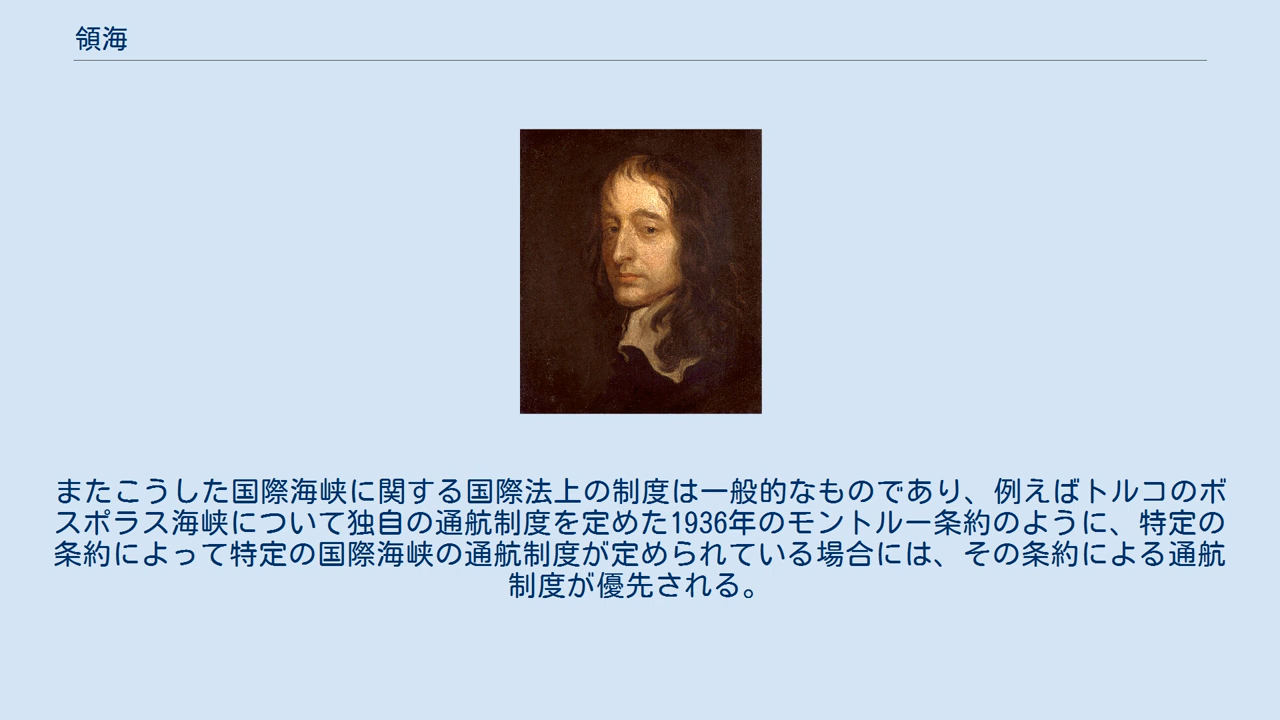 領海
またこうした国際海峡に関する国際法上の制度は一般的なものであり、例えばトルコのボ
スポラス海峡について独自の通航制度を定めた1936年のモントルー条約のように、特定の
条約によって特定の国際海峡の通航制度が定められている場合には、その条約による通航
制度が優先される。